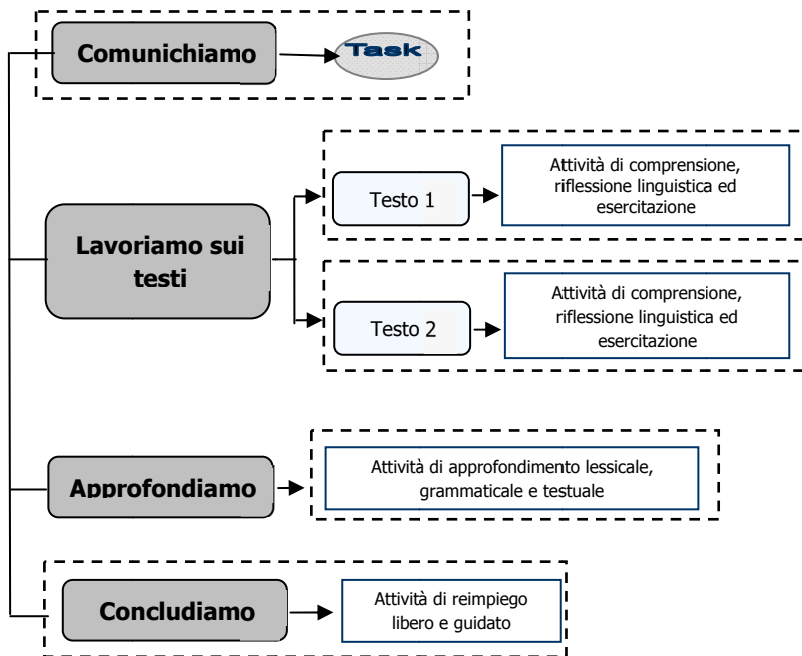 Comunichiamo
Task
Lavoriamo sui
testi
Testo 1
Attività di comprensione,
riflessione linguistica ed
esercitazione
Testo 2
Attività di comprensione,
riflessione linguistica ed
esercitazione
Approfondiamo
Attività di approfondimento lessicale,
grammaticale e testuale
Concludiamo
Attività di reimpiego
libero e guidato